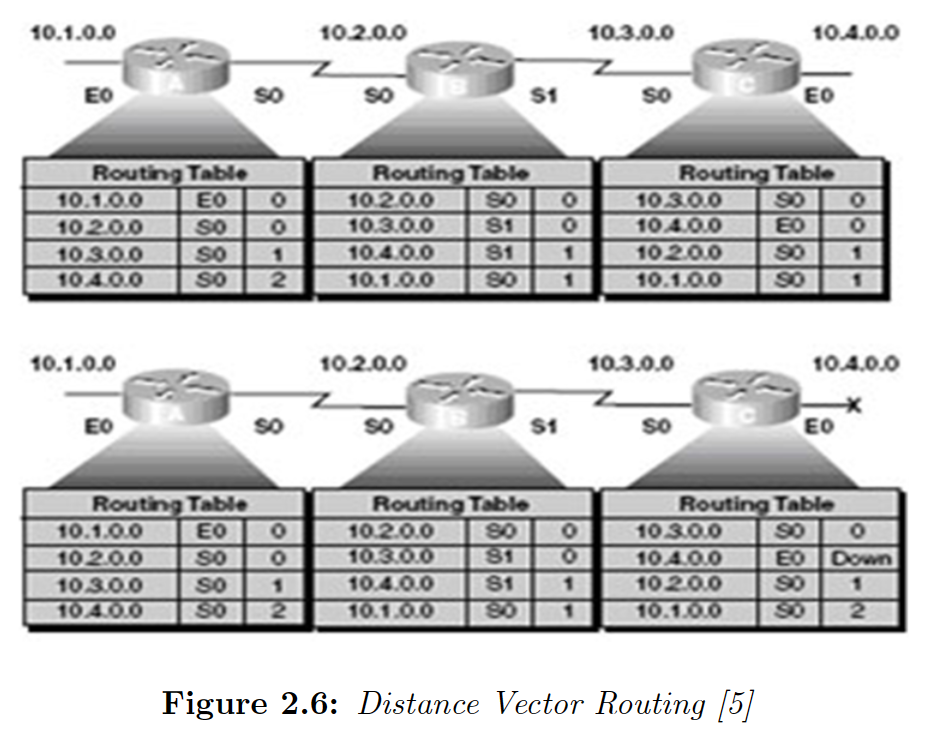 10.1.0.0 10.2.0.0 10.3.0.0 10.4.0.0
A B C
E0 S0 S0 S1 S0 E0
Routing Table Routing Table Routing Table
10.1.0.0 E0 0 10.2.0.0 S0 0 10.3.0.0 S0 0
10.2.0.0 S0 0 10.3.0.0 S1 0 10.4.0.0 E0 0
10.3.0.0 S0 1 10.4.0.0 S1 1 10.2.0.0 S0 1
10.4.0.0 S0 2 10.1.0.0 S0 1 10.1.0.0 S0 1
10.1.0.0 10.2.0.0 10.3.0.0 10.4.0.0
A B C X
E0 S0 S0 S1 S0 E0
Routing Table Routing Table Routing Table
10.1.0.0 E0 0 10.2.0.0 S0 0 10.3.0.0 S0 0
10.2.0.0 S0 0 10.3.0.0 S1 0 10.4.0.0 E0 Down
10.3.0.0 S0 1 10.4.0.0 S1 1 10.2.0.0 S0 1
10.4.0.0 S0 2 10.1.0.0 S0 1 10.1.0.0 S0 2
Figure 2.6: Distance Vector Routing [5]